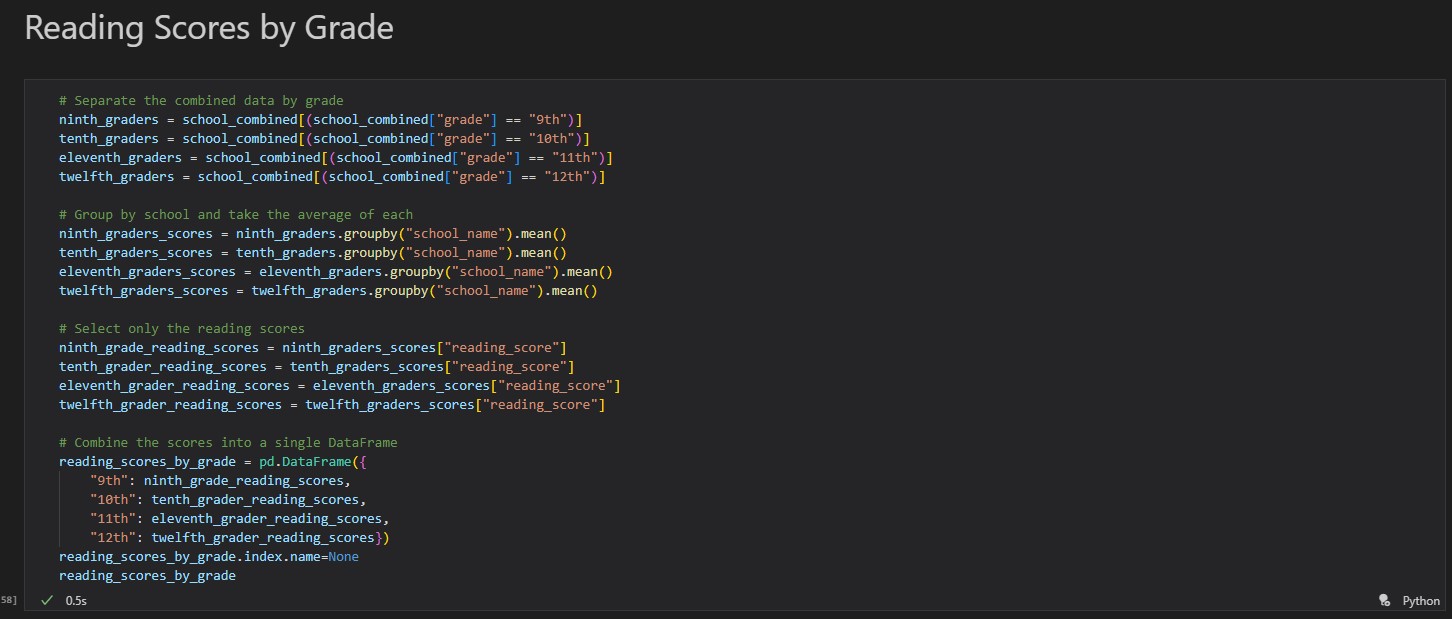 Reading Scores by Grade
# Separate the combined data by grade
ninth_graders = school_combined[(school_combined["grade"] == "9th")]
tenth_graders = school_combined[(school_combined["grade"] == "10th")]
eleventh_graders = school_combined[(school_combined["grade"] == "11th")]
twelfth_graders = school_combined[(school_combined["grade"] == "12th")]
# Group by school and take the average of each
ninth_graders_scores = ninth_graders.groupby("school_name").mean()
tenth_graders_scores = tenth_graders.groupby("school_name").mean()
eleventh_graders_scores = eleventh_graders.groupby("school_name").mean()
twelfth_graders_scores = twelfth_graders.groupby("school_name").mean()
# Select only the reading scores
ninth_grade_reading_scores = ninth_graders_scores["reading_score"]
tenth_grader_reading_scores = tenth_graders_scores["reading_score"]
eleventh_grader_reading_scores = eleventh_graders_scores["reading_score"]
twelfth_grader_reading_scores = twelfth_graders_scores["reading_score"]
# Combine the scores into a single DataFrame
reading_scores_by_grade = pd.DataFrame({
    "9th": ninth_grade_reading_scores,
    "10th": tenth_grader_reading_scores,
    "11th": eleventh_grader_reading_scores,
    "12th": twelfth_grader_reading_scores})
reading_scores_by_grade.index.name=None
reading_scores_by_grade
58] 0.5s Python